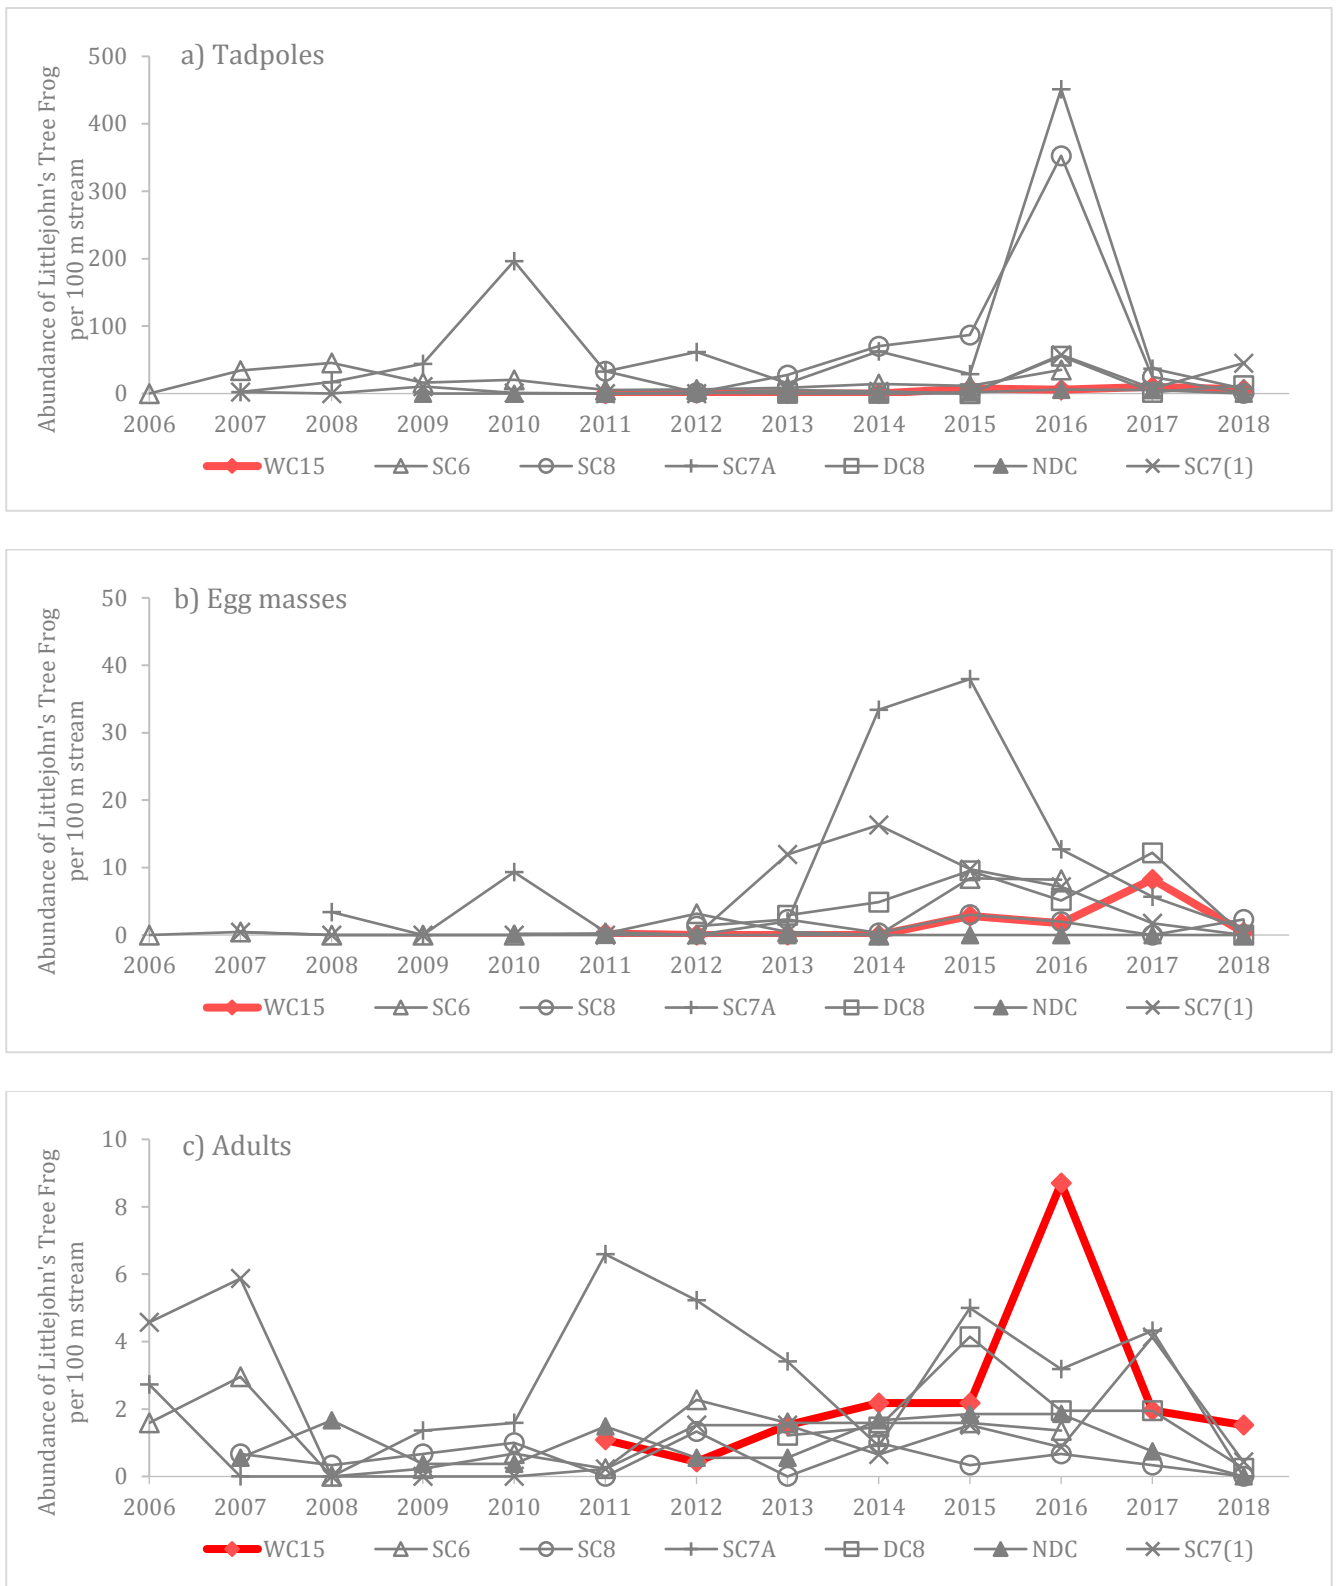 a) Tadpoles
Abundance of Littlejohn's Tree Frog
per 100 m stream
500
400
300
200
100
0
2006 2007 2008 2009 2010 2011 2012 2013 2014 2015 2016 2017 2018
WC15 SC6 SC8 SC7A DC8 NDC SC7(1)
b) Egg masses
Abundance of Littlejohn's Tree Frog
per 100 m stream
50
40
30
20
10
0
2006 2007 2008 2009 2010 2011 2012 2013 2014 2015 2016 2017 2018
WC15 SC6 SC8 SC7A DC8 NDC SC7(1)
c) Adults
Abundance of Littlejohn's Tree Frog
per 100 m stream
10
8
6
4
2
0
2006 2007 2008 2009 2010 2011 2012 2013 2014 2015 2016 2017 2018
WC15 SC6 SC8 SC7A DC8 NDC SC7(1)